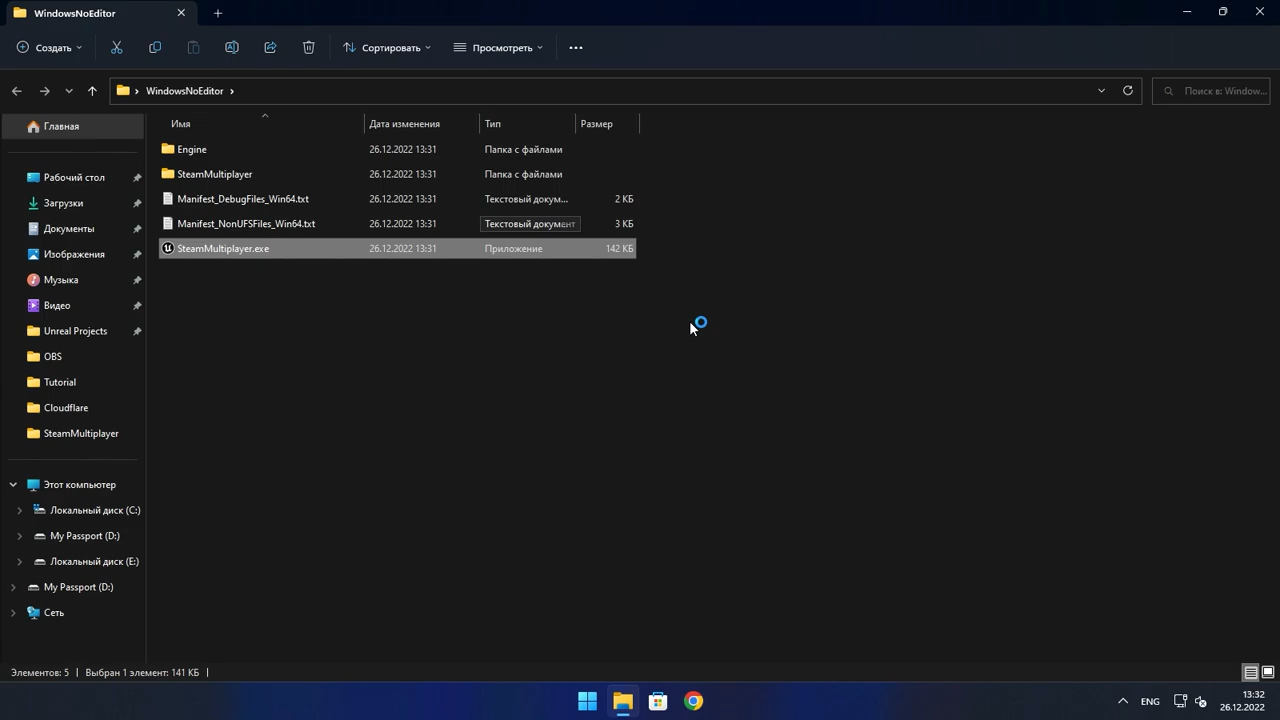 WindowsNoEditor
Создать
Сортировать
Просмотреть
WindowsNoEditor
Поиск в: Window...
Имя
Дата изменения
Тип
Размер
Engine
26.12.2022 13:31
Папка с файлами
SteamMultiplayer
26.12.2022 13:31
Папка с файлами
Manifest_DebugFiles_Win64.txt
26.12.2022 13:31
Текстовый докум...
2 КБ
Manifest_NonUFSFiles_Win64.txt
26.12.2022 13:31
Текстовый документ
3 КБ
SteamMultiplayer.exe
26.12.2022 13:31
Приложение
142 КБ
Главная
Рабочий стол
Загрузки
Документы
Изображения
Музыка
Видео
Unreal Projects
OBS
Tutorial
Cloudflare
SteamMultiplayer
Этот компьютер
Локальный диск (C:)
My Passport (D:)
Локальный диск (E:)
My Passport (D:)
Сеть
Элементов: 5
Выбран 1 элемент: 141 КБ
ENG
13:32
26.12.2022